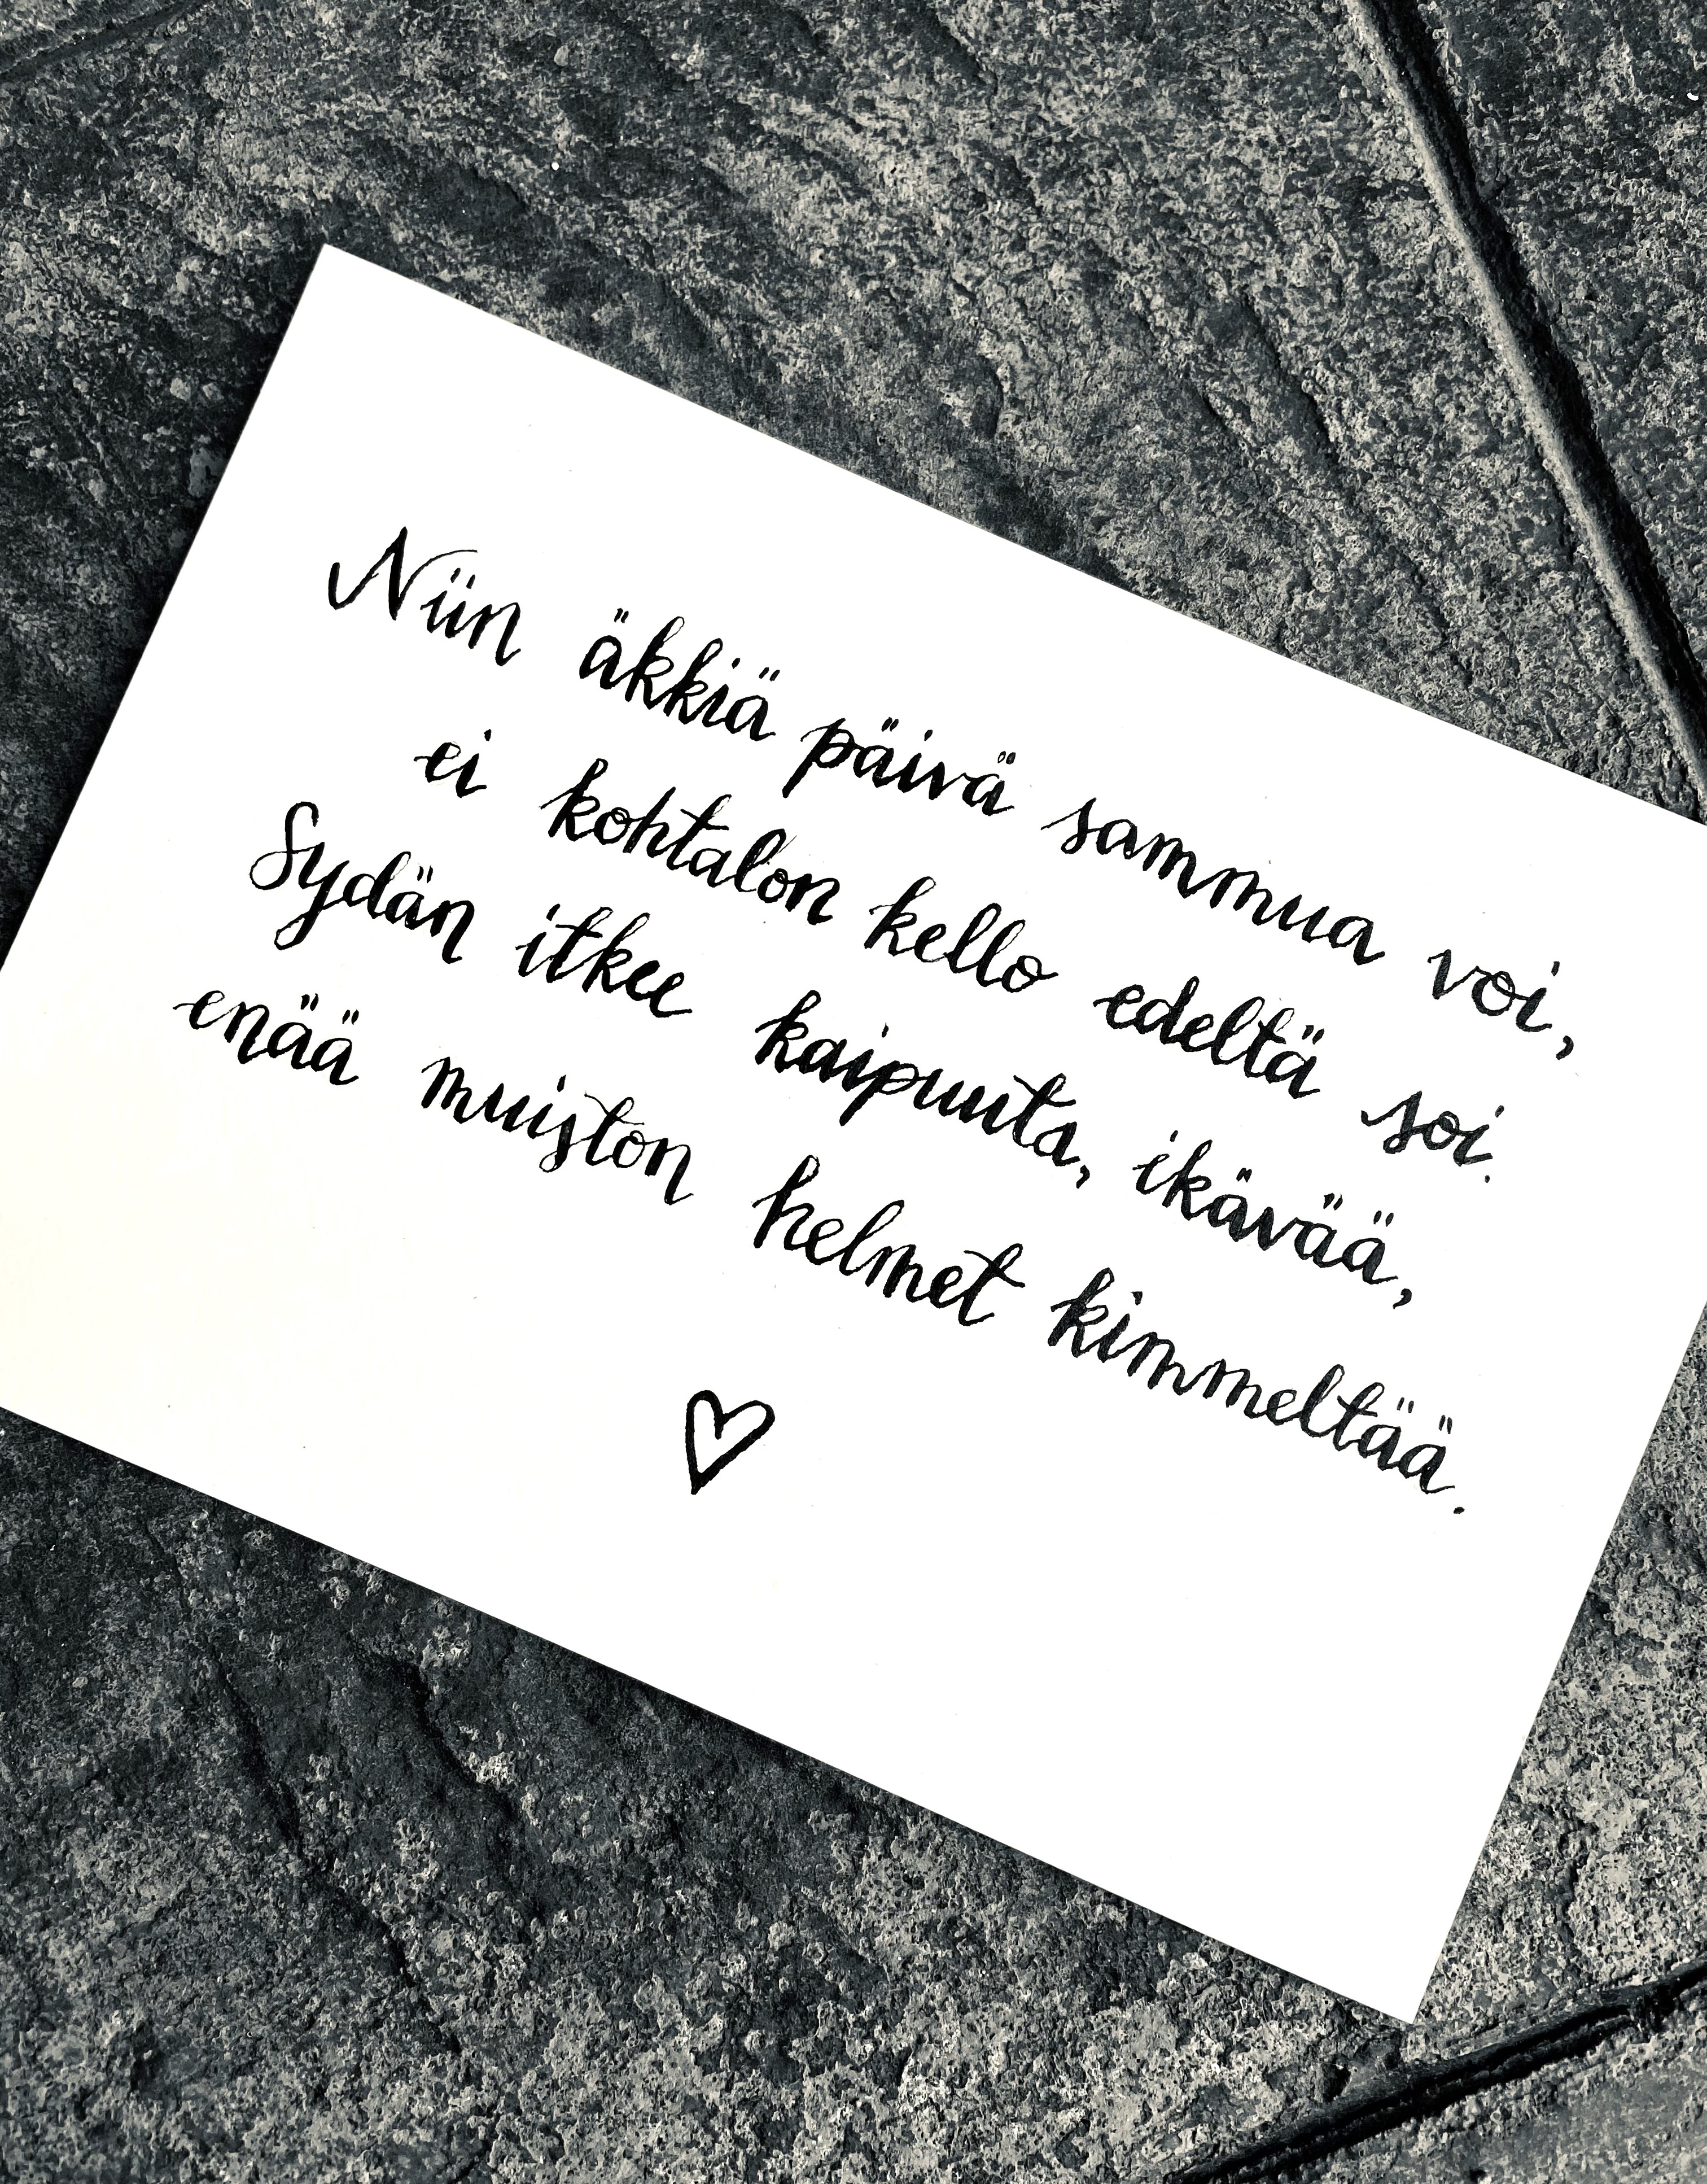 Niin äkkiä päivä sammua voi,
ei kohtalon kello edeltä soi.
Sydän itkee kaipuuta, ikävää,
enää muiston helmet kimmeltää.